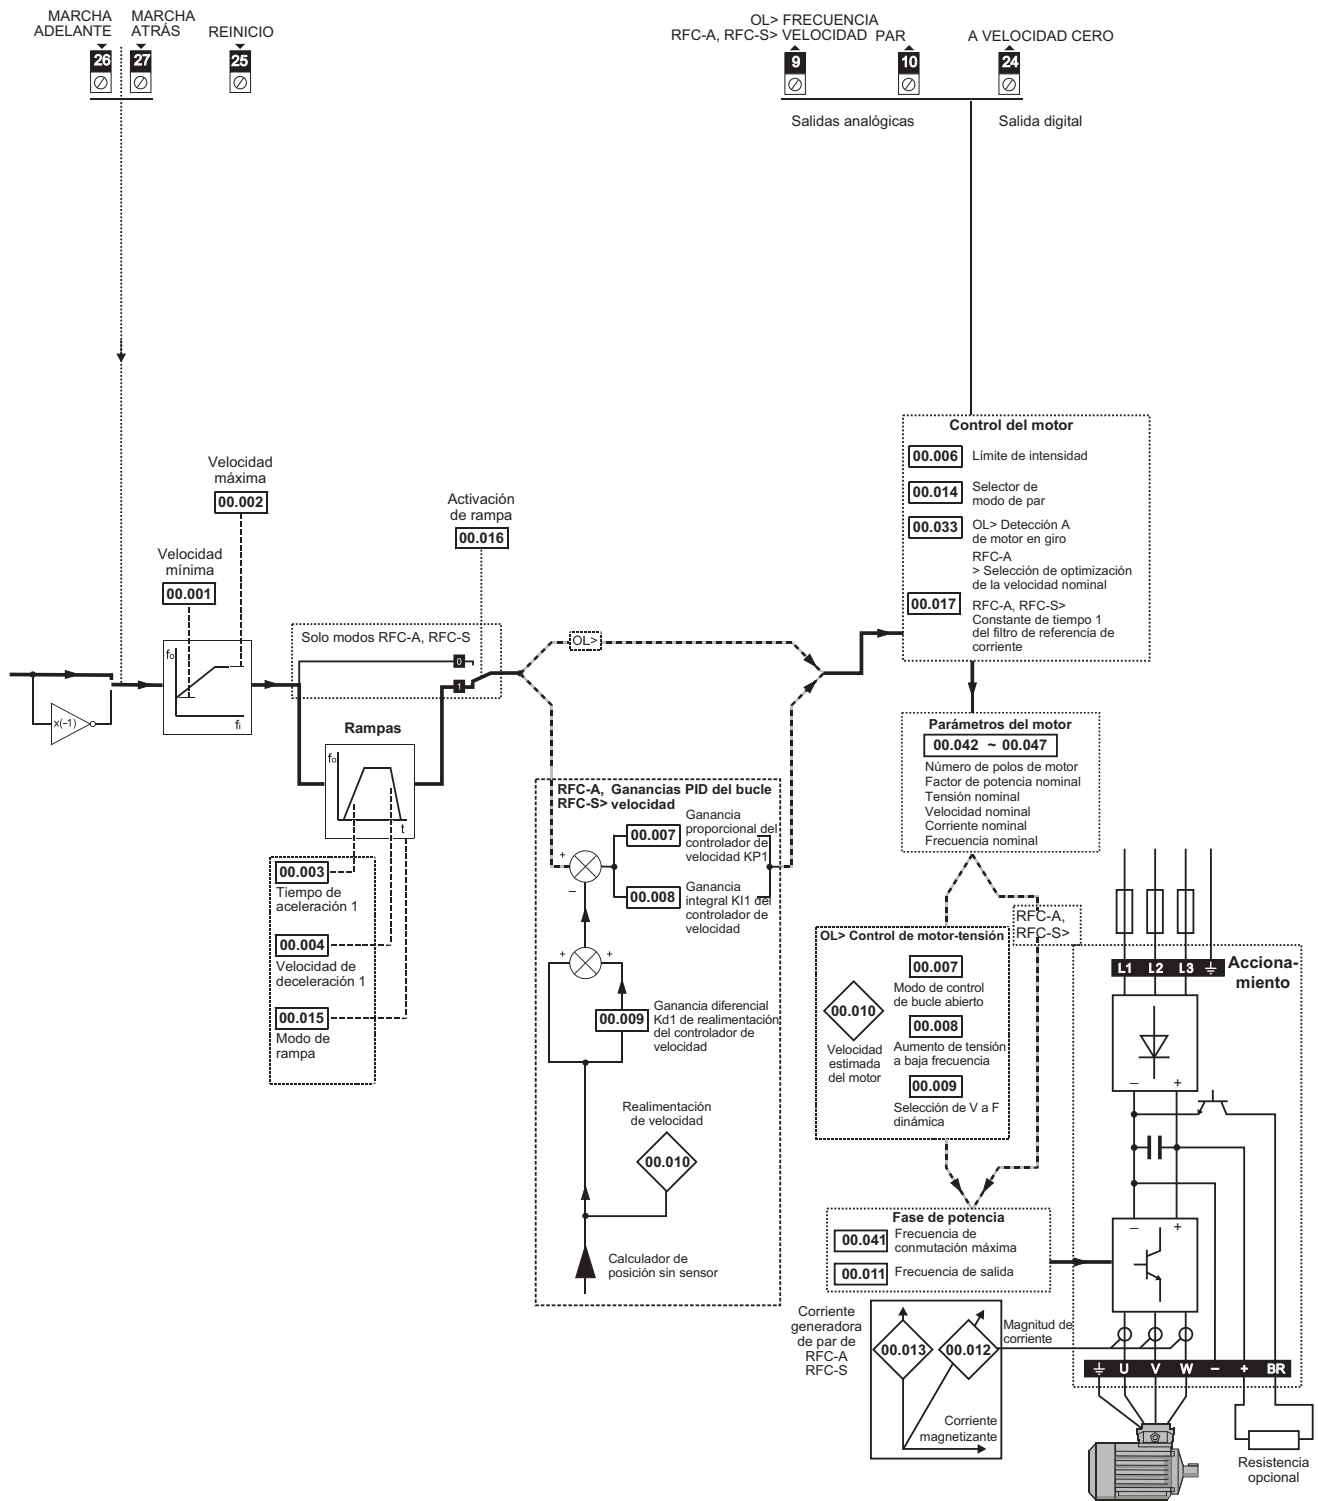 MARCHA
ADELANTE
MARCHA
ATRÁS
REINICIO
26
27
25
OL> FRECUENCIA
RFC-A, RFC-S> VELOCIDAD
PAR
A VELOCIDAD CERO
9
10
24
Salidas analógicas
Salida digital
Control del motor
00.006
Límite de intensidad
00.014
Selector de
modo de par
00.033
OL> Detección A
de motor en giro
RFC-A
> Selección de optimización
de la velocidad nominal
00.017
RFC-A, RFC-S>
Constante de tiempo 1
del filtro de referencia de
corriente
Velocidad
máxima
00.002
Velocidad
mínima
00.001
Activación
de rampa
00.016
Solo modos RFC-A, RFC-S
0
1
OL>
x(-1)
fo
fi
Rampas
fo
t
00.003
Tiempo de
aceleración 1
00.004
Velocidad de
deceleración 1
00.015
Modo de
rampa
RFC-A, Ganancias PID del bucle
RFC-S> velocidad
00.007
Ganancia
proporcional del
controlador de
velocidad KP1
00.008
Ganancia
integral KI1 del
controlador de
velocidad
+
–
+
+
00.009
Ganancia diferencial
Kd1 de realimentación
del controlador de
velocidad
Realimentación
de velocidad
00.010
Calculador de
posición sin sensor
Parámetros del motor
00.042 ~ 00.047
Número de polos de motor
Factor de potencia nominal
Tensión nominal
Velocidad nominal
Corriente nominal
Frecuencia nominal
RFC-A,
RFC-S>
OL> Control de motor-tensión
00.007
Modo de control
de bucle abierto
00.010
Velocidad
estimada
del motor
00.008
Aumento de tensión
a baja frecuencia
00.009
Selección de V a F
dinámica
Fase de potencia
00.041
Frecuencia de
conmutación máxima
00.011
Frecuencia de salida
Corriente
generadora
de par de
RFC-A
RFC-S
00.013
00.012
Magnitud de
corriente
Corriente
magnetizante
L1 L2 L3
Acciona-
miento
– +
– +
U V W – + BR
Resistencia
opcional